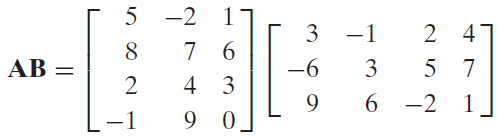 AB = [ 5 −2 1 ] [ 3 −1 2 4 ]
[ 8 7 6 ] [ −6 3 5 7 ]
[ 2 4 3 ] [ 9 6 −2 1 ]
[ −1 9 0 ]